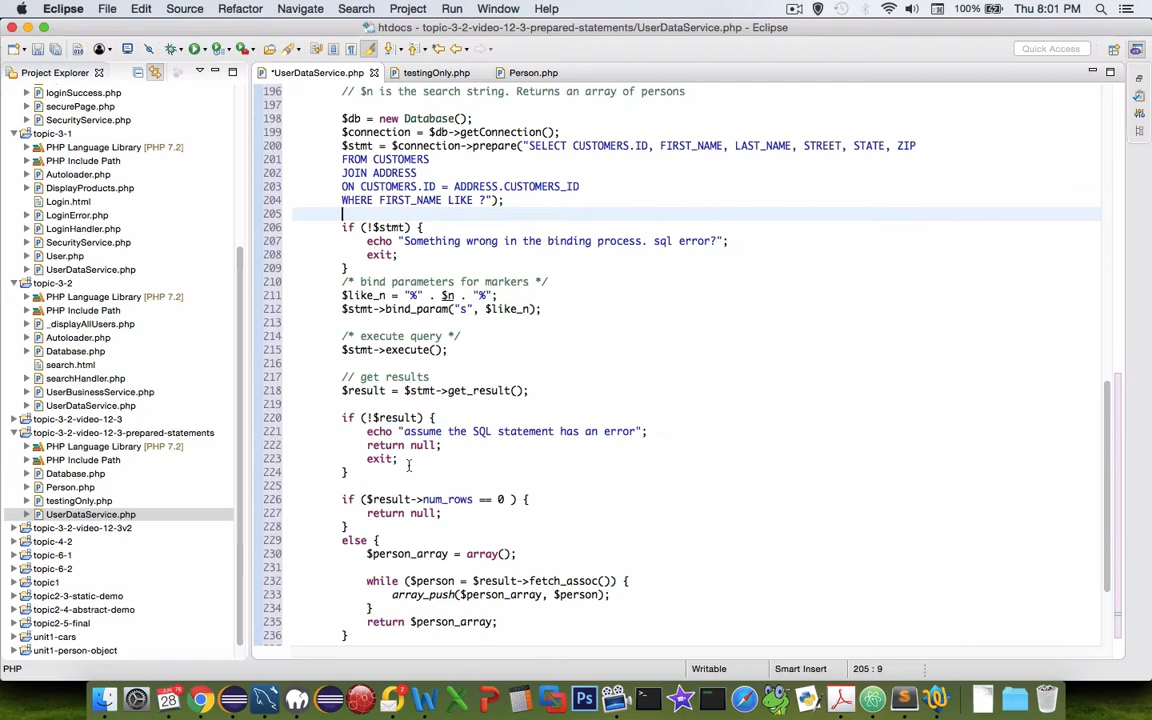 Eclipse File Edit Source Refactor Navigate Search Project Run Window Help 100% Thu 8:01 PM
htdocs - topic-3-2-video-12-3-prepared-statements/UserDataService.php - Eclipse
Quick Access
Project Explorer
*UserDataService.php testingOnly.php Person.php
loginSuccess.php
securePage.php
SecurityService.php
topic-3-1
PHP Language Library [PHP 7.2]
PHP Include Path
Autoloader.php
DisplayProducts.php
Login.html
LoginError.php
LoginHandler.php
SecurityService.php
User.php
UserDataService.php
topic-3-2
PHP Language Library [PHP 7.2]
PHP Include Path
_displayAllUsers.php
Autoloader.php
Database.php
search.html
searchHandler.php
UserBusinessService.php
UserDataService.php
topic-3-2-video-12-3
topic-3-2-video-12-3-prepared-statements
PHP Language Library [PHP 7.2]
PHP Include Path
Database.php
Person.php
testingOnly.php
UserDataService.php
topic-3-2-video-12-3v2
topic-4-2
topic-6-1
topic-6-2
topic1
topic2-3-static-demo
topic2-4-abstract-demo
topic2-5-final
unit1-cars
unit1-person-object
196 // $n is the search string. Returns an array of persons
197
198 $db = new Database();
199 $connection = $db->getConnection();
200 $stmt = $connection->prepare("SELECT CUSTOMERS.ID, FIRST_NAME, LAST_NAME, STREET, STATE, ZIP
201 FROM CUSTOMERS
202 JOIN ADDRESS
203 ON CUSTOMERS.ID = ADDRESS.CUSTOMERS_ID
204 WHERE FIRST_NAME LIKE ?");
205
206 if (!$stmt) {
207 echo "Something wrong in the binding process. sql error?";
208 exit;
209 }
210 /* bind parameters for markers */
211 $like_n = "%" . $n . "%";
212 $stmt->bind_param("s", $like_n);
213
214 /* execute query */
215 $stmt->execute();
216
217 // get results
218 $result = $stmt->get_result();
219
220 if (!$result) {
221 echo "assume the SQL statement has an error";
222 return null;
223 exit;
224 }
225
226 if ($result->num_rows == 0 ) {
227 return null;
228 }
229 else {
230 $person_array = array();
231
232 while ($person = $result->fetch_assoc()) {
233 array_push($person_array, $person);
234 }
235 return $person_array;
236 }
PHP Writable Smart Insert 205 : 9